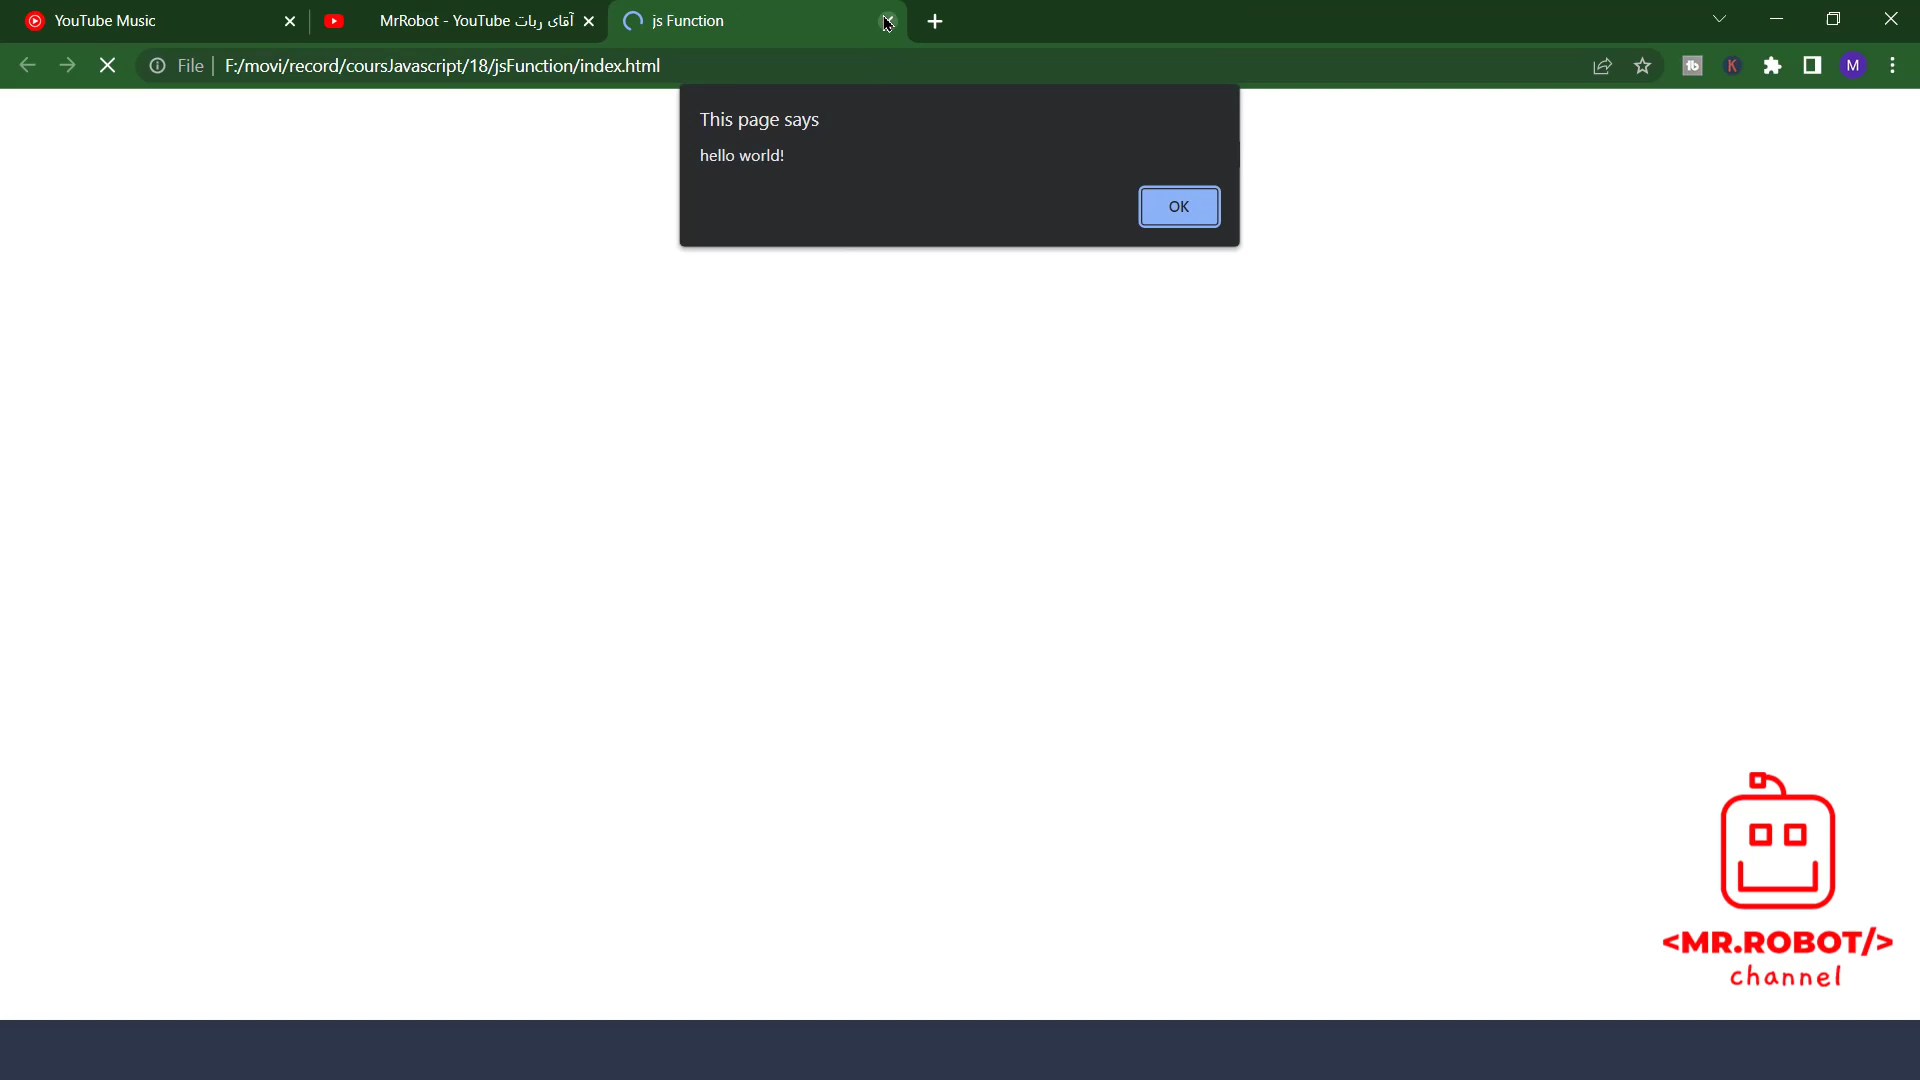 YouTube Music
آقای ربات MrRobot - YouTube
js Function
File
F:/movi/record/coursJavascript/18/jsFunction/index.html
tb
K
M
This page says
hello world!
OK
<MR.ROBOT/>
channel